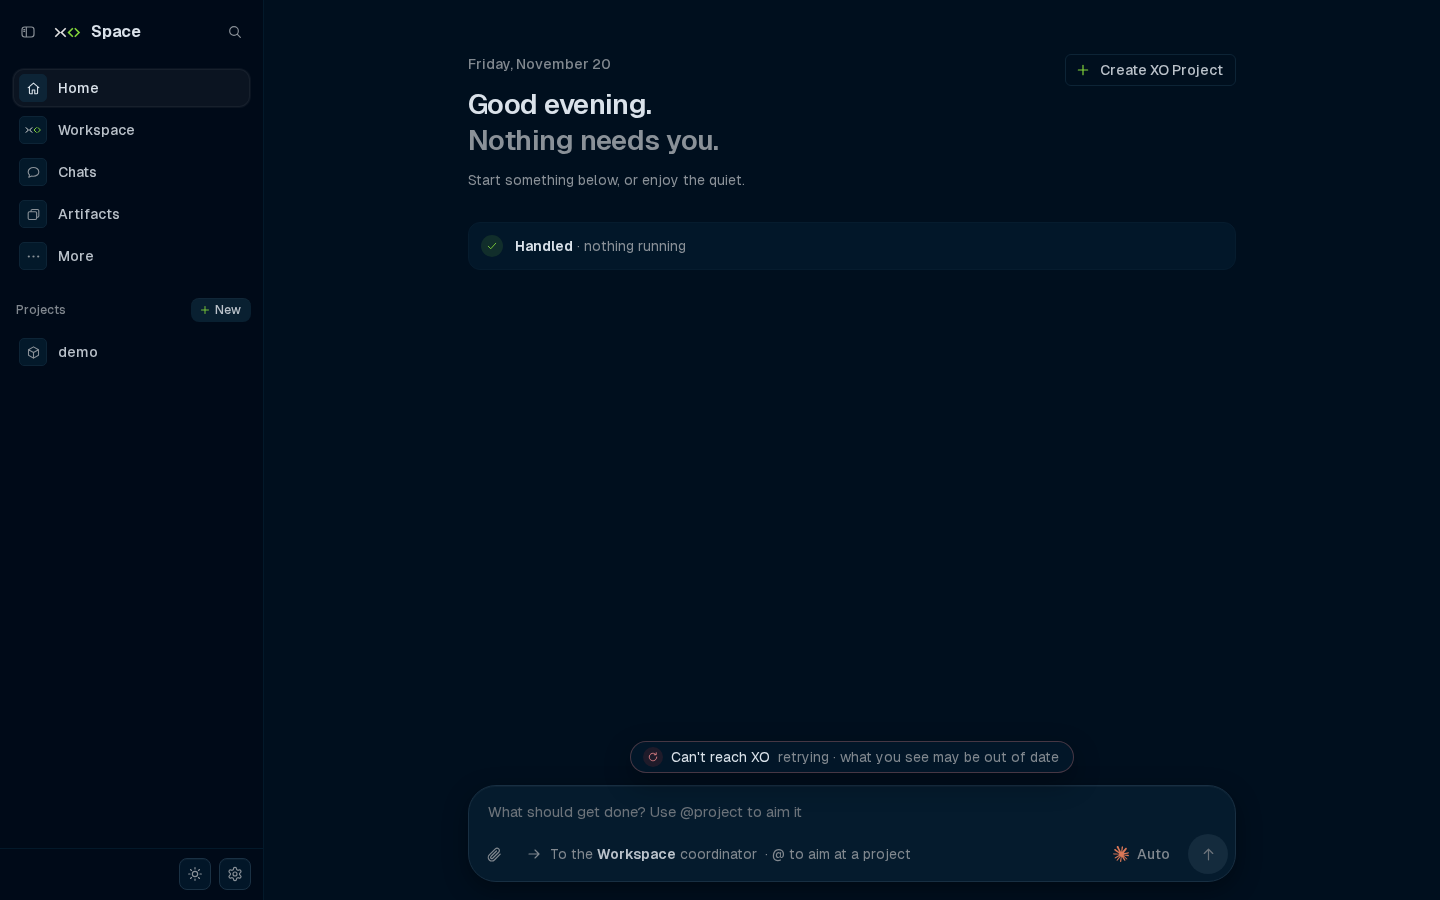 Space
Home
Workspace
Chats
Artifacts
More
Projects
New
demo
Friday, November 20
Create XO Project
Good evening.
Nothing needs you.
Start something below, or enjoy the quiet.
Handled · nothing running
Can't reach XO retrying · what you see may be out of date
What should get done? Use @project to aim it
To the Workspace coordinator · @ to aim at a project
Auto